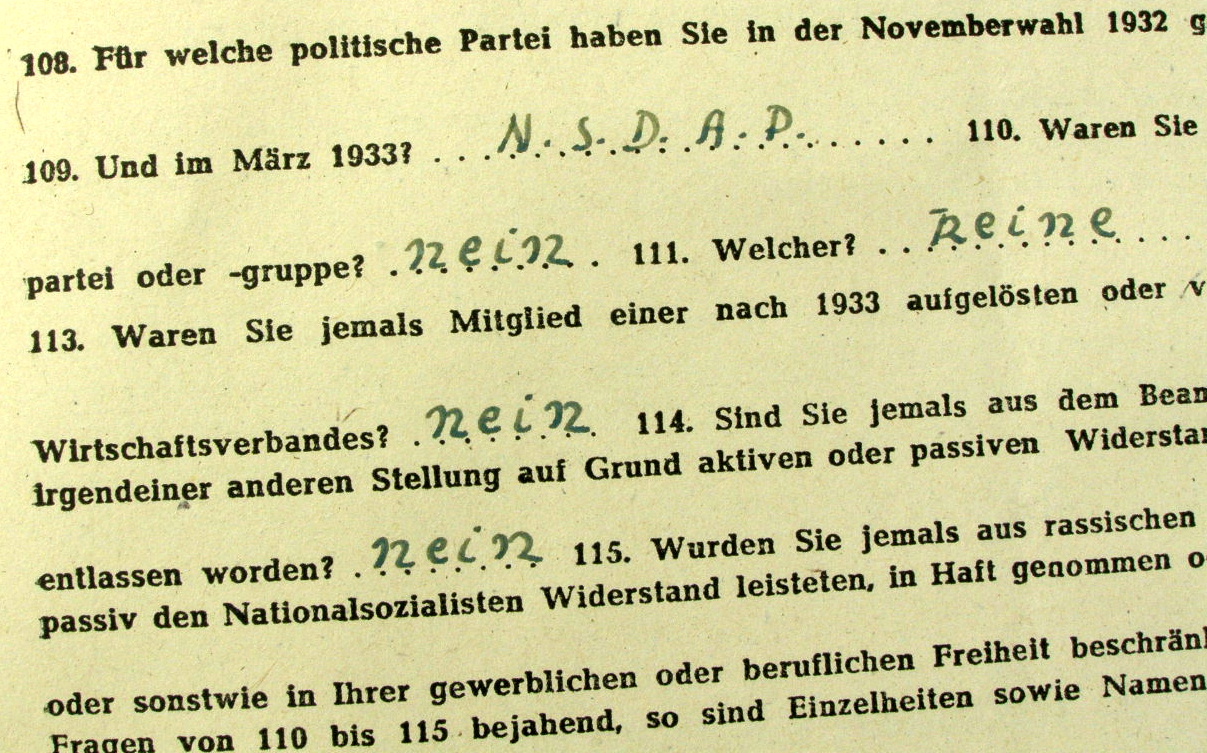 108. Für welche politische Partei haben Sie in der Novemberwahl 1932 g
109. Und im März 1933? . . . N. S. D. A. P. . . . . . . . 110. Waren Sie
partei oder -gruppe? . nein . 111. Welcher? . . Keine . . . .
113. Waren Sie jemals Mitglied einer nach 1933 aufgelösten oder v
Wirtschaftsverbandes? . nein 114. Sind Sie jemals aus dem Beam
irgendeiner anderen Stellung auf Grund aktiven oder passiven Widerstan
entlassen worden? . nein 115. Wurden Sie jemals aus rassischen
passiv den Nationalsozialisten Widerstand leisteten, in Haft genommen o
oder sonstwie in Ihrer gewerblichen oder beruflichen Freiheit beschränk
Fragen von 110 bis 115 bejahend, so sind Einzelheiten sowie Namen